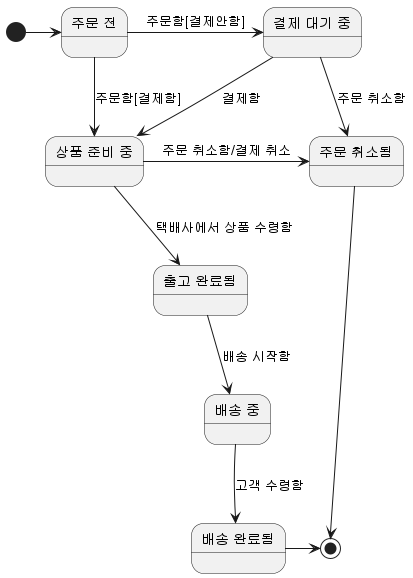 주문 전
주문함[결제안함]
결제 대기 중
주문함[결제함]
결제함
주문 취소함
상품 준비 중
주문 취소함/결제 취소
주문 취소됨
택배사에서 상품 수령함
출고 완료됨
배송 시작함
배송 중
고객 수령함
배송 완료됨